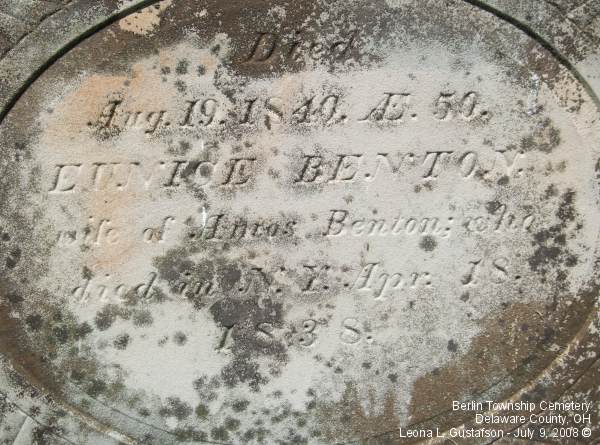 Died
Aug. 19. 1840. Æ. 50.
EUNICE BENTON.
wife of Amos Benton; who
died in N. Y. Apr. 18.
1838.
Berlin Township Cemetery
Delaware County, OH
Leona L. Gustafson - July 9, 2008 ©